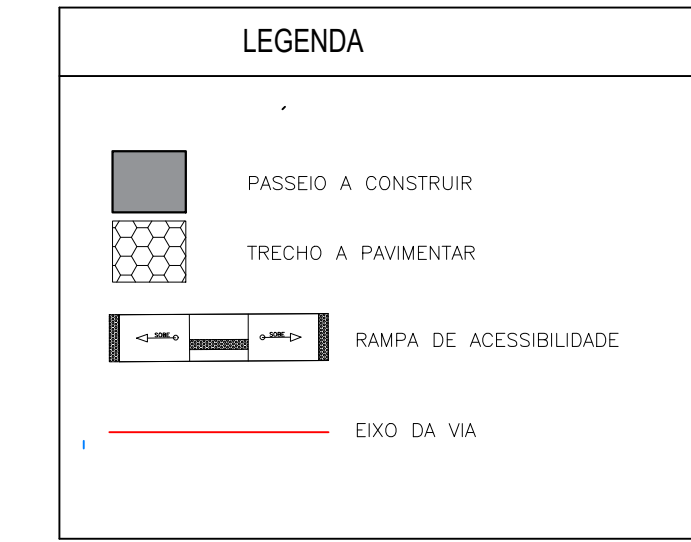 LEGENDA
PASSEIO A CONSTRUIR
TRECHO A PAVIMENTAR
SOBE SOBE
RAMPA DE ACESSIBILIDADE
EIXO DA VIA